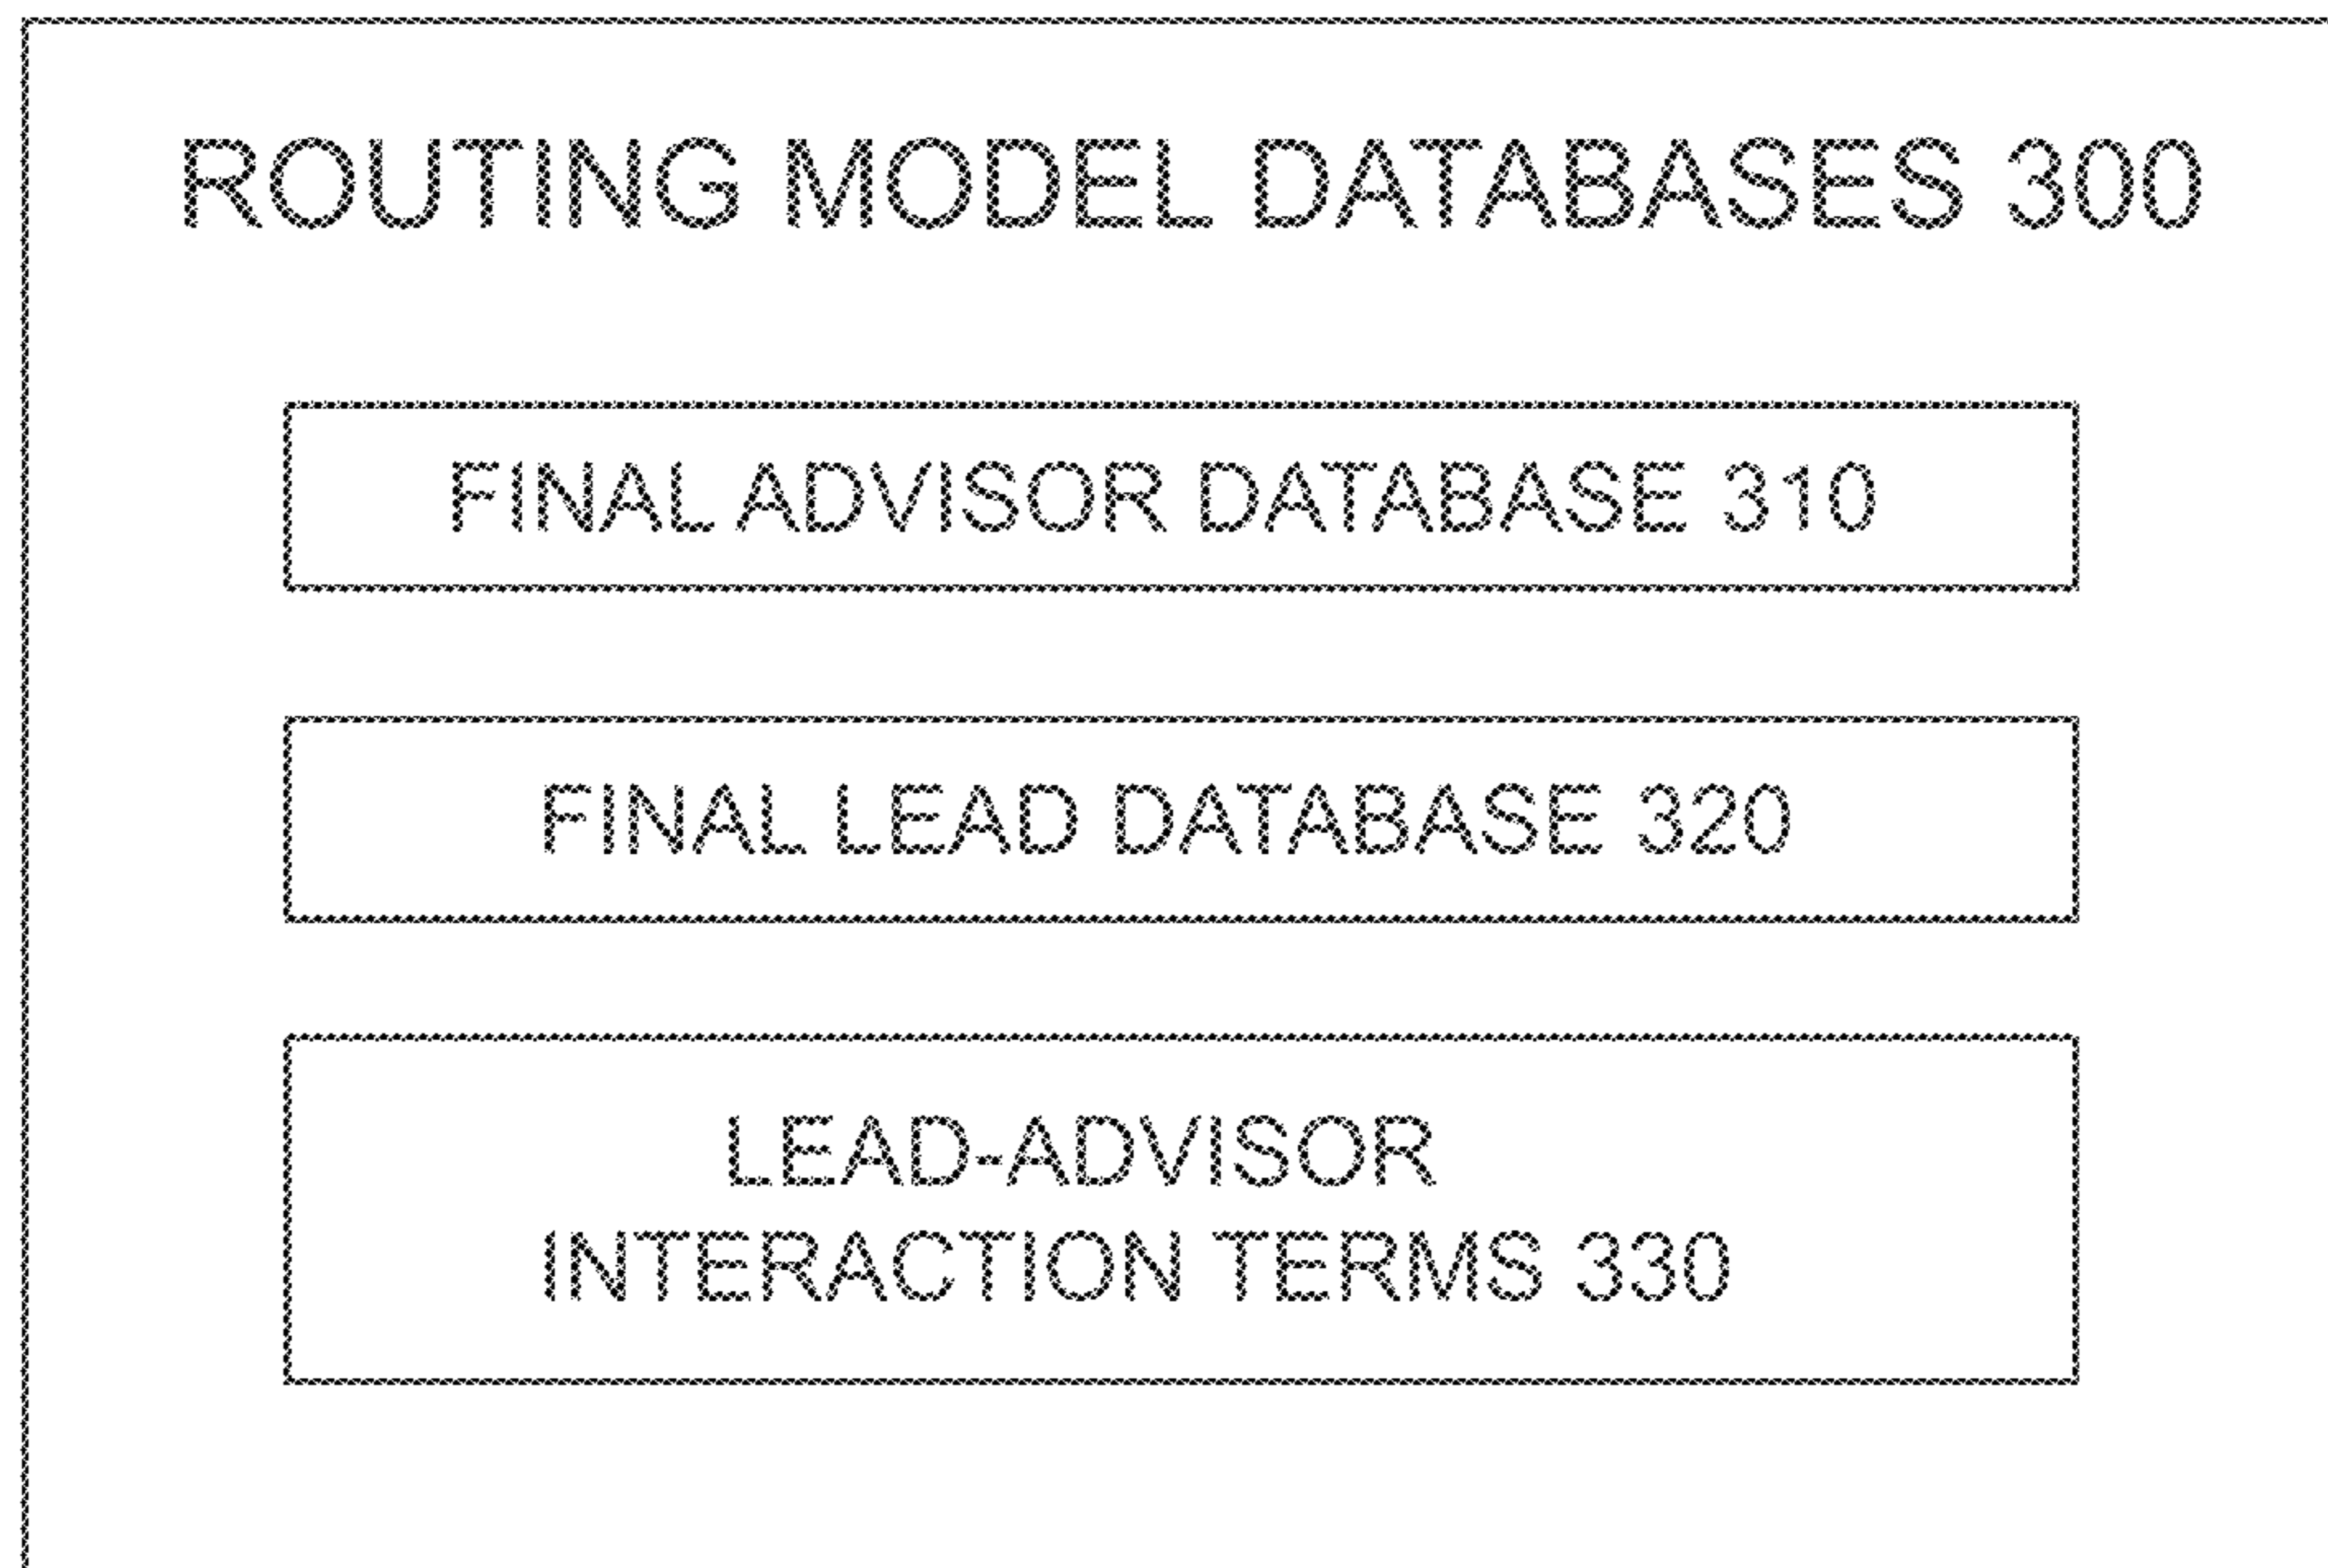 ROUTING MODEL DATABASES 300
FINAL ADVISOR DATABASE 310
FINAL LEAD DATABASE 320
LEAD-ADVISOR
INTERACTION TERMS 330